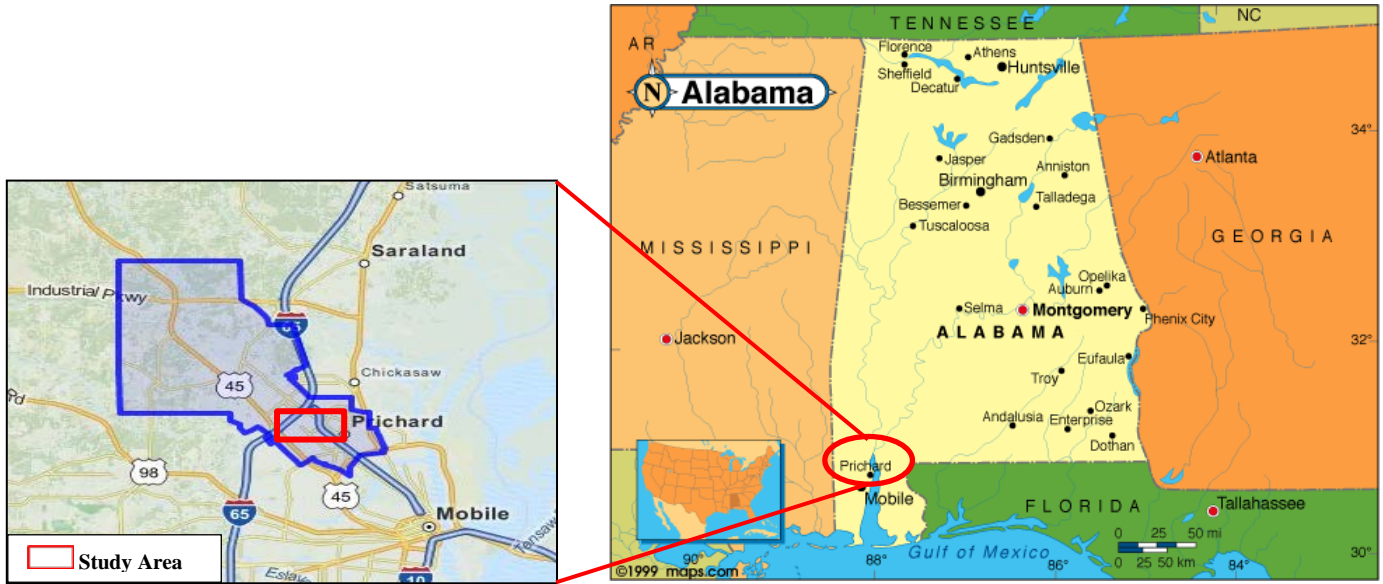 Satsuma
Saraland
Industrial Pkwy
65
Chickasaw
45
Prichard
98
45
65
Mobile
10
Study Area
TENNESSEE
NC
AR
Florence
Athens
Huntsville
Sheffield
Decatur
N
Alabama
34°
Gadsden
Jasper
Atlanta
Anniston
Birmingham
Talladega
Bessemer
Tuscaloosa
MISSISSIPPI
GEORGIA
Opelika
Auburn
Selma
Montgomery
Phenix City
ALABAMA
Jackson
32°
Eufaula
Troy
Ozark
Andalusia
Enterprise
Dothan
Prichard
Mobile
FLORIDA
Tallahassee
0 25 50 mi
0 25 50 km
Gulf of Mexico
30°
90°
88°
84°
©1999 maps.com